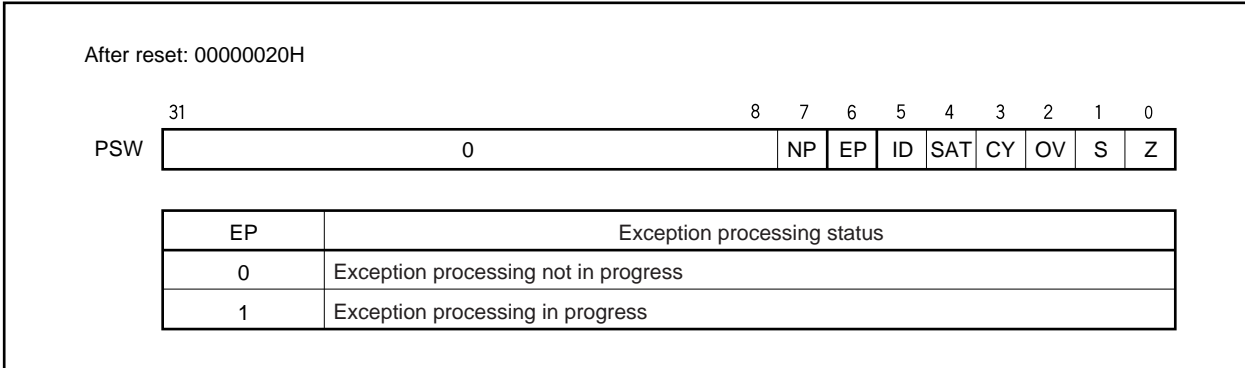 After reset: 00000020H
31 8 7 6 5 4 3 2 1 0
PSW 0 NP EP ID SAT CY OV S Z
EP Exception processing status
0 Exception processing not in progress
1 Exception processing in progress